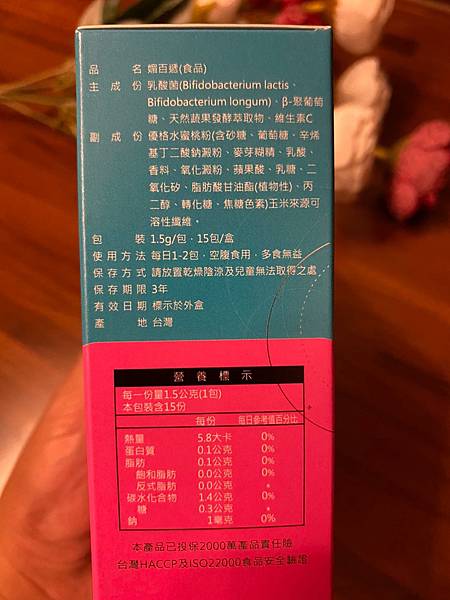 品名 媚百遞(食品)
主成份 乳酸菌(Bifidobacterium lactis、
Bifidobacterium longum)、β-聚葡萄
糖、天然蔬果發酵萃取物、維生素C
副成份 優格水蜜桃粉(含砂糖、葡萄糖、辛烯
基丁二酸鈉澱粉、麥芽糊精、乳酸、
香料、氧化澱粉、蘋果酸、乳糖、二
氧化矽、脂肪酸甘油酯(植物性)、丙
二醇、轉化糖、焦糖色素)玉米來源可
溶性纖維。
包裝 1.5g/包,15包/盒
使用方法 每日1-2包,空腹食用,多食無益
保存方式 請放置乾燥陰涼及兒童無法取得之處
保存期限 3年
有效日期 標示於外盒
產地 台灣
營養標示
每一份量1.5公克(1包)
本包裝含15份
每份 每日參考值百分比
熱量 5.8大卡 0%
蛋白質 0.1公克 0%
脂肪 0.1公克 0%
飽和脂肪 0.0公克 0%
反式脂肪 0.0公克 *
碳水化合物 1.4公克 0%
糖 0.3公克 *
鈉 1毫克 0%
本產品已投保2000萬產品責任險
台灣HACCP及ISO22000食品安全驗證